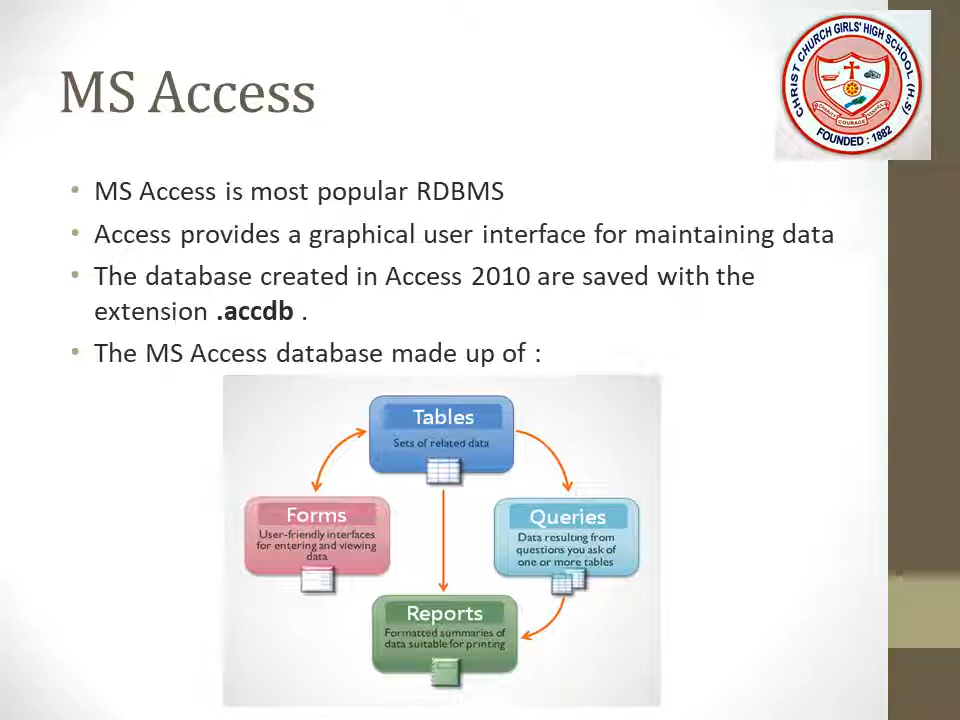 MS Access
CHRIST CHURCH GIRLS' HIGH SCHOOL (H.S)
CHARITY COURAGE SERVICE
FOUNDED : 1882
• MS Access is most popular RDBMS
• Access provides a graphical user interface for maintaining data
• The database created in Access 2010 are saved with the
extension .accdb .
• The MS Access database made up of :
Tables
Sets of related data
Forms
User-friendly interfaces
for entering and viewing
data
Queries
Data resulting from
questions you ask of
one or more tables
Reports
Formatted summaries of
data suitable for printing